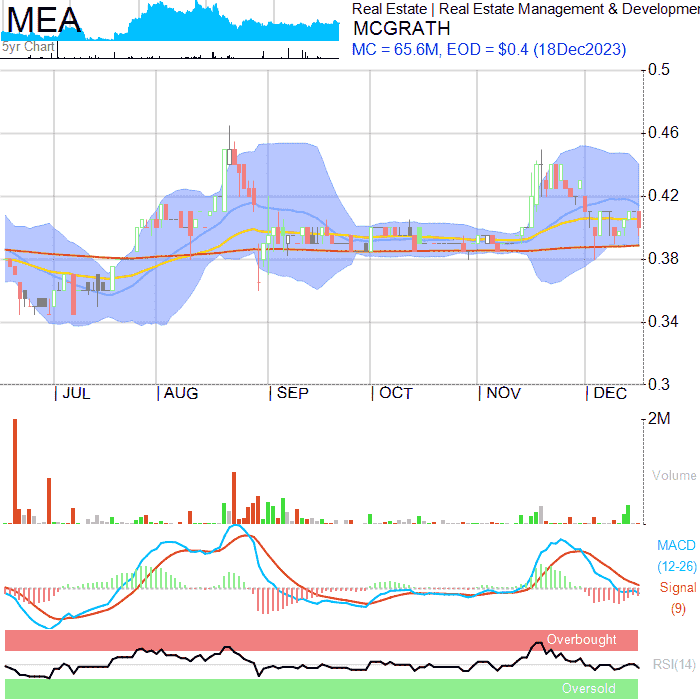 MEA
5yr Chart
Real Estate | Real Estate Management & Developmen
MCGRATH
MC = 65.6M, EOD = $0.4 (18Dec2023)
0.5
0.46
0.42
0.38
0.34
0.3
| JUL | AUG | SEP | OCT | NOV | DEC
2M
Volume
MACD
(12-26)
Signal
(9)
Overbought
RSI(14)
Oversold